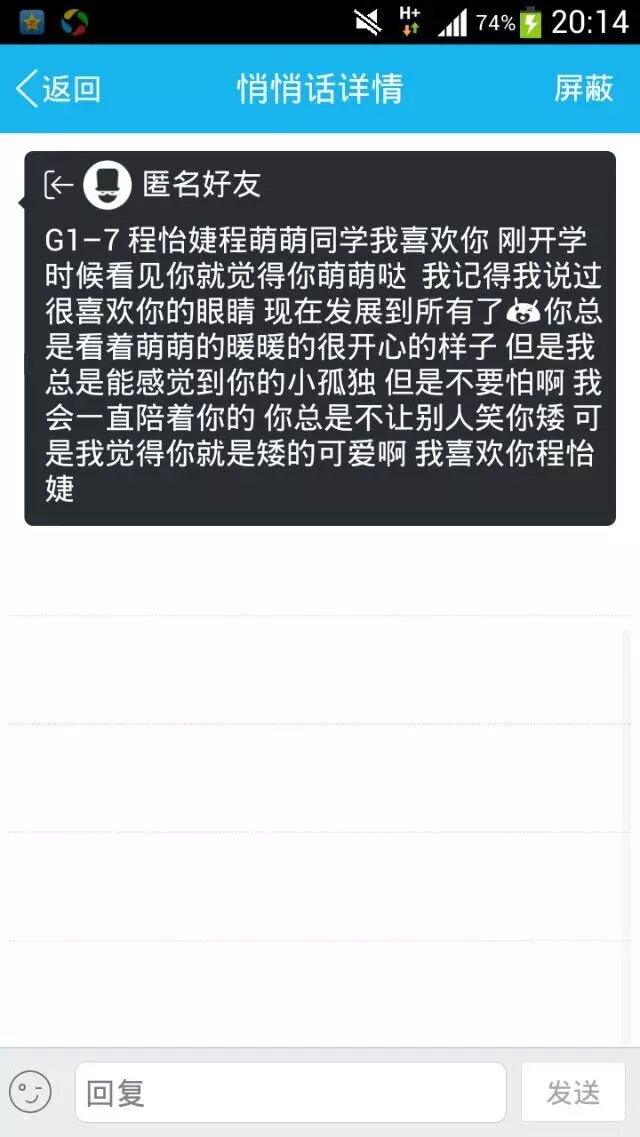 H+ 74% 20:14
返回 悄悄话详情 屏蔽
匿名好友
G1-7 程怡婕程萌萌同学我喜欢你 刚开学
时候看见你就觉得你萌萌哒 我记得我说过
很喜欢你的眼睛 现在发展到所有了你总
是看着萌萌的暖暖的很开心的样子 但是我
总是能感觉到你的小孤独 但是不要怕啊 我
会一直陪着你的 你总是不让别人笑你矮 可
是我觉得你就是矮的可爱啊 我喜欢你程怡
婕
回复 发送